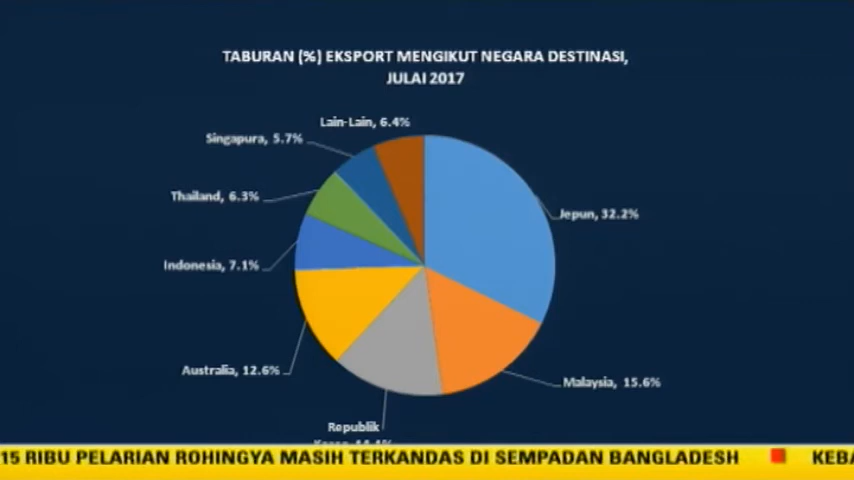 TABURAN (%) EKSPORT MENGIKUT NEGARA DESTINASI,
JULAI 2017
Lain-Lain, 6.4%
Singapura, 5.7%
Thailand, 6.3%
Jepun, 32.2%
Indonesia, 7.1%
Australia, 12.6%
Malaysia, 15.6%
Republik
15 RIBU PELARIAN ROHINGYA MASIH TERKANDAS DI SEMPADAN BANGLADESH KEBA